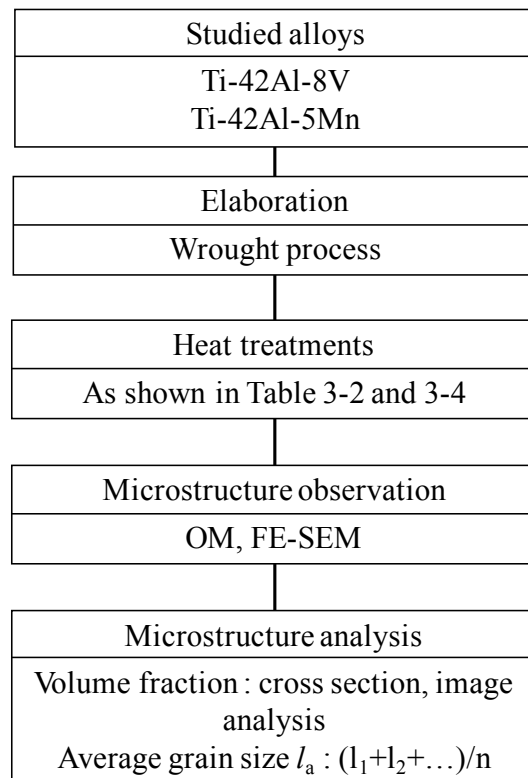 Studied alloys
Ti-42Al-8V
Ti-42Al-5Mn
Elaboration
Wrought process
Heat treatments
As shown in Table 3-2 and 3-4
Microstructure observation
OM, FE-SEM
Microstructure analysis
Volume fraction : cross section, image
analysis
Average grain size lₐ : (l₁+l₂+…)/n